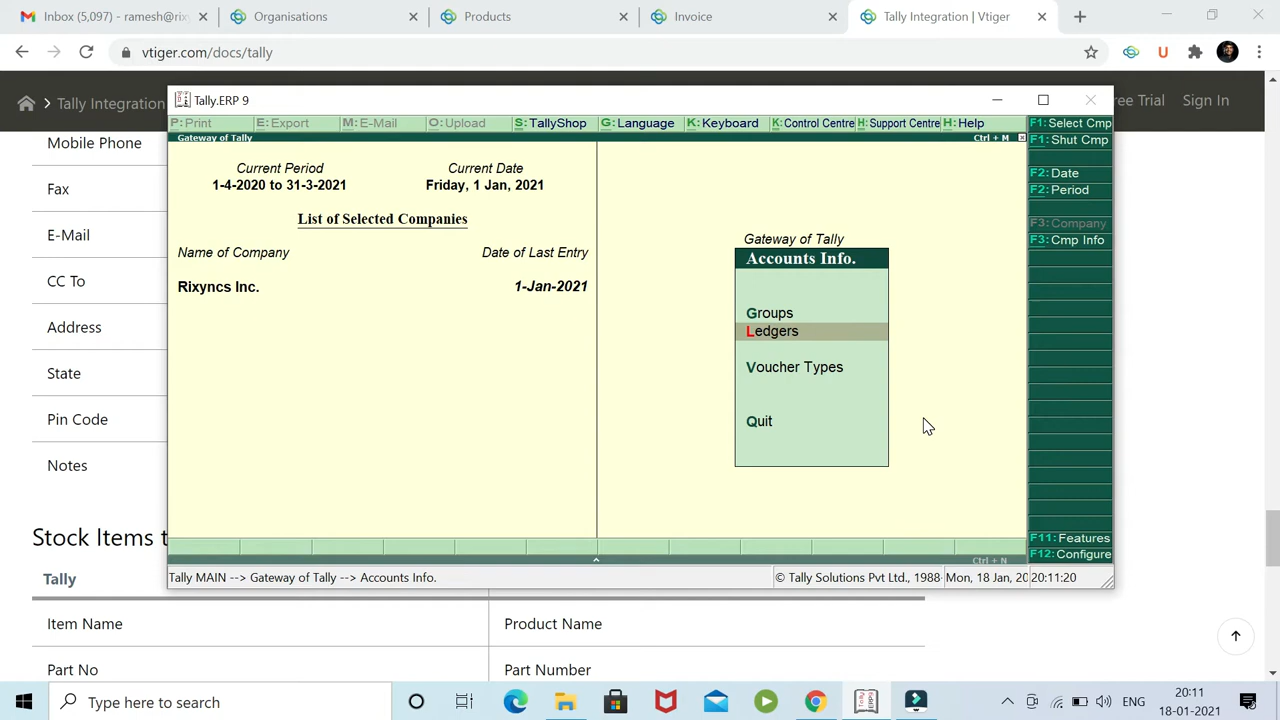 Inbox (5,097) - ramesh@rixy
Organisations
Products
Invoice
Tally Integration | Vtiger
vtiger.com/docs/tally
U
Tally Integration
ree Trial
Sign In
Mobile Phone
Fax
E-Mail
CC To
Address
State
Pin Code
Notes
Stock Items t
Tally
Item Name
Product Name
Part No
Part Number
Tally.ERP 9
P: Print
E: Export
M: E-Mail
O: Upload
S: TallyShop
G: Language
K: Keyboard
K: Control Centre
H: Support Centre
H: Help
Gateway of Tally
Ctrl + M
Current Period
1-4-2020 to 31-3-2021
Current Date
Friday, 1 Jan, 2021
List of Selected Companies
Name of Company
Date of Last Entry
Rixyncs Inc.
1-Jan-2021
Gateway of Tally
Accounts Info.
Groups
Ledgers
Voucher Types
Quit
F1: Select Cmp
F1: Shut Cmp
F2: Date
F2: Period
F3: Company
F3: Cmp Info
F11: Features
F12: Configure
Ctrl + N
Tally MAIN --> Gateway of Tally --> Accounts Info.
© Tally Solutions Pvt Ltd., 1988-
Mon, 18 Jan, 20
20:11:20
Type here to search
ENG
20:11
18-01-2021